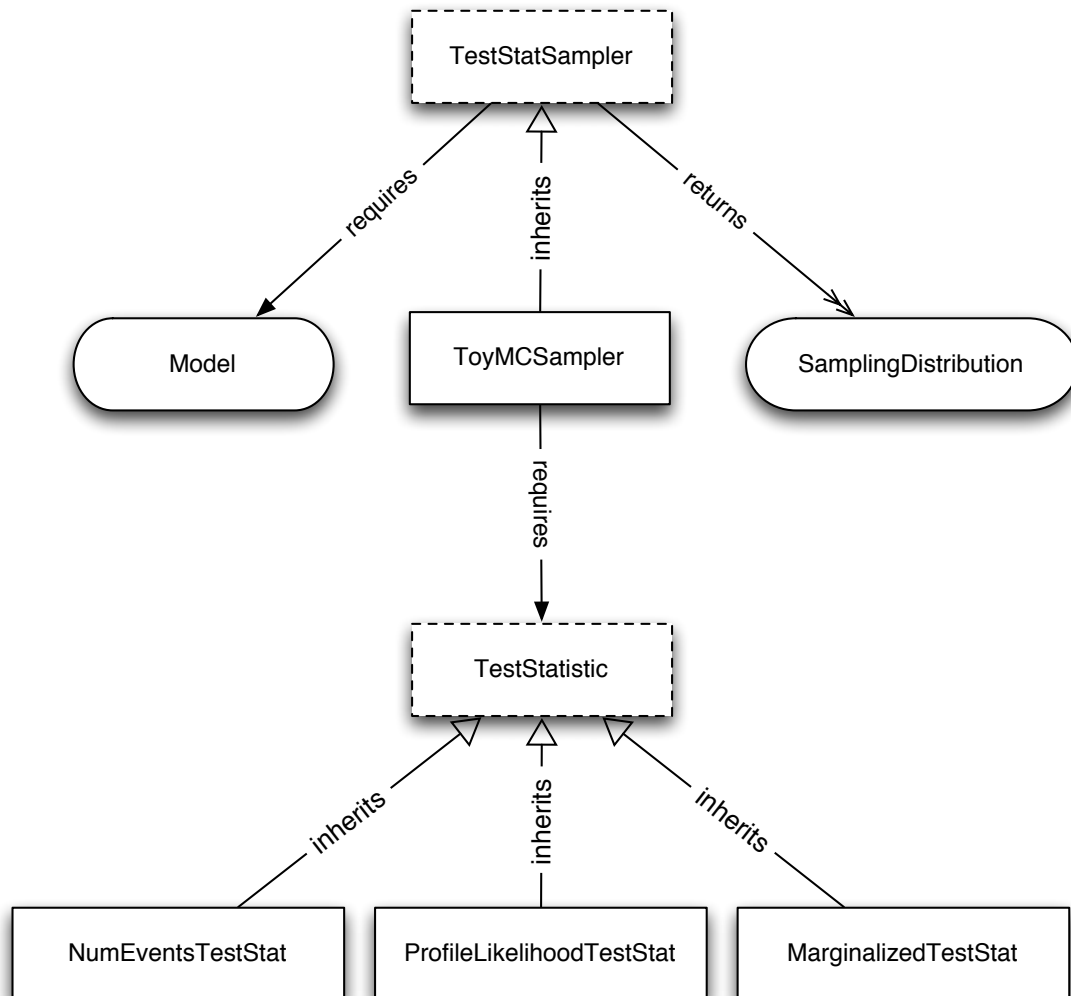 TestStatSampler
requires
inherits
returns
Model
ToyMCSampler
SamplingDistribution
requires
TestStatistic
inherits
inherits
inherits
NumEventsTestStat
ProfileLikelihoodTestStat
MarginalizedTestStat